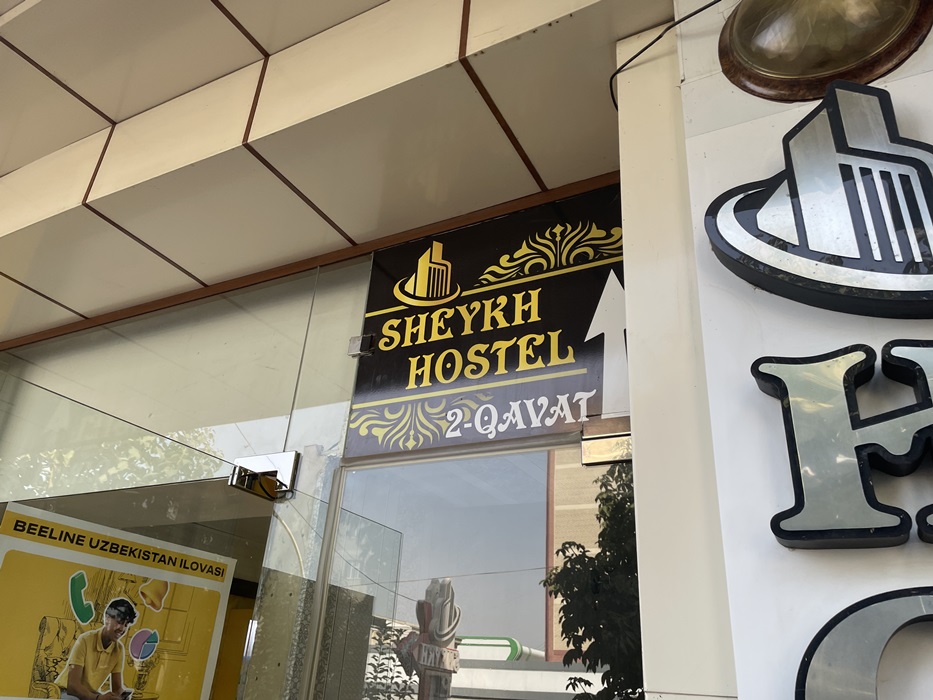 SHEYKH
HOSTEL
2-QAVAT
BEELINE UZBEKISTAN ILOVASI